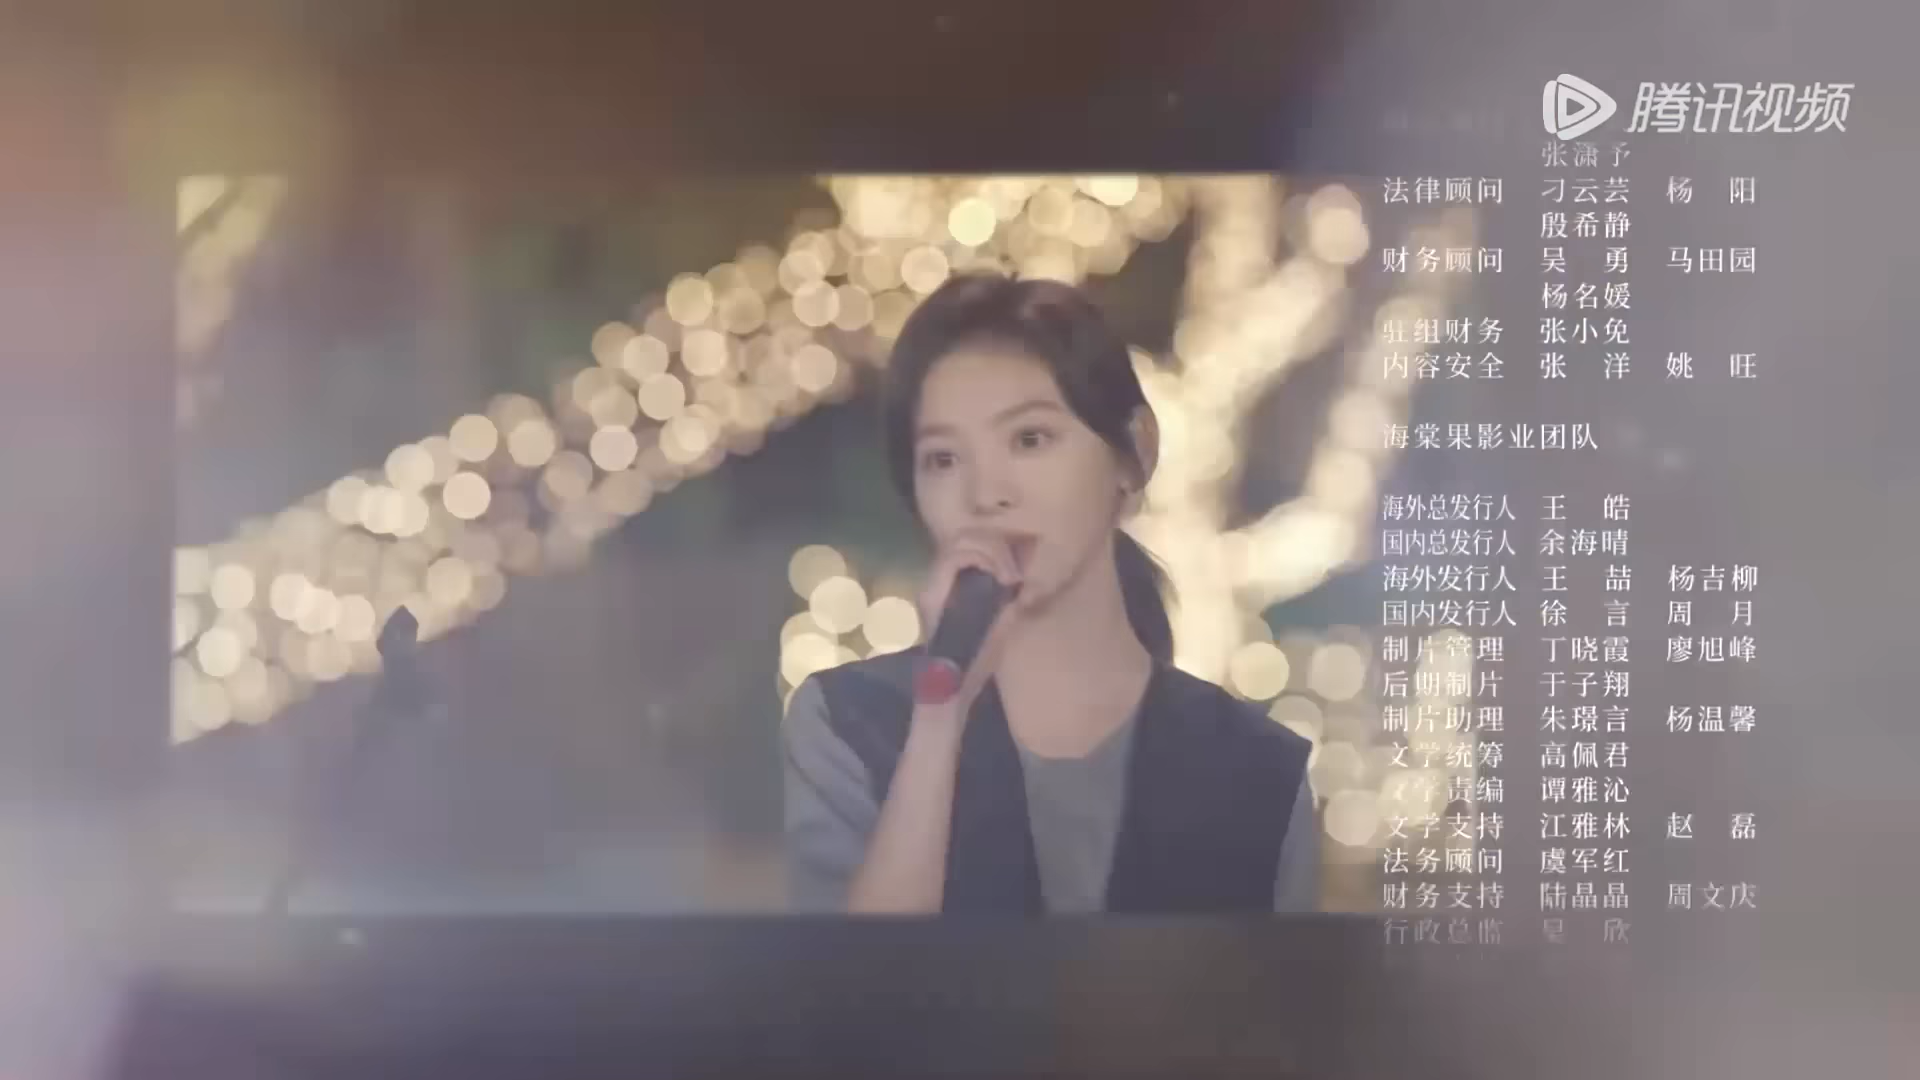 腾讯视频
张潇予
法律顾问 刁云芸 杨 阳
殷希静
财务顾问 吴 勇 马田园
杨名媛
驻组财务 张小免
内容安全 张 洋 姚 旺
海棠果影业团队
海外总发行人 王 皓
国内总发行人 余海晴
海外发行人 王 喆 杨吉柳
国内发行人 徐 言 周 月
制片管理 丁晓霞 廖旭峰
后期制片 于子翔
制片助理 朱璟言 杨温馨
文学统筹 高佩君
文学责编 谭雅沁
文学支持 江雅林 赵 磊
法务顾问 虞军红
财务支持 陆晶晶 周文庆
行政总监 吴 欣